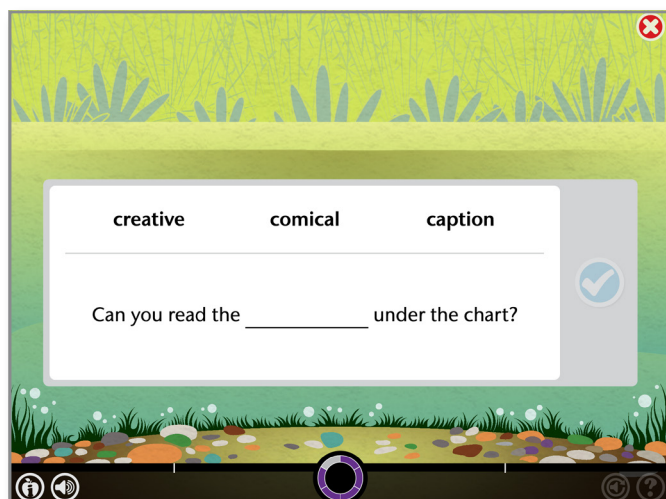 creative comical caption
Can you read the ____________ under the chart?